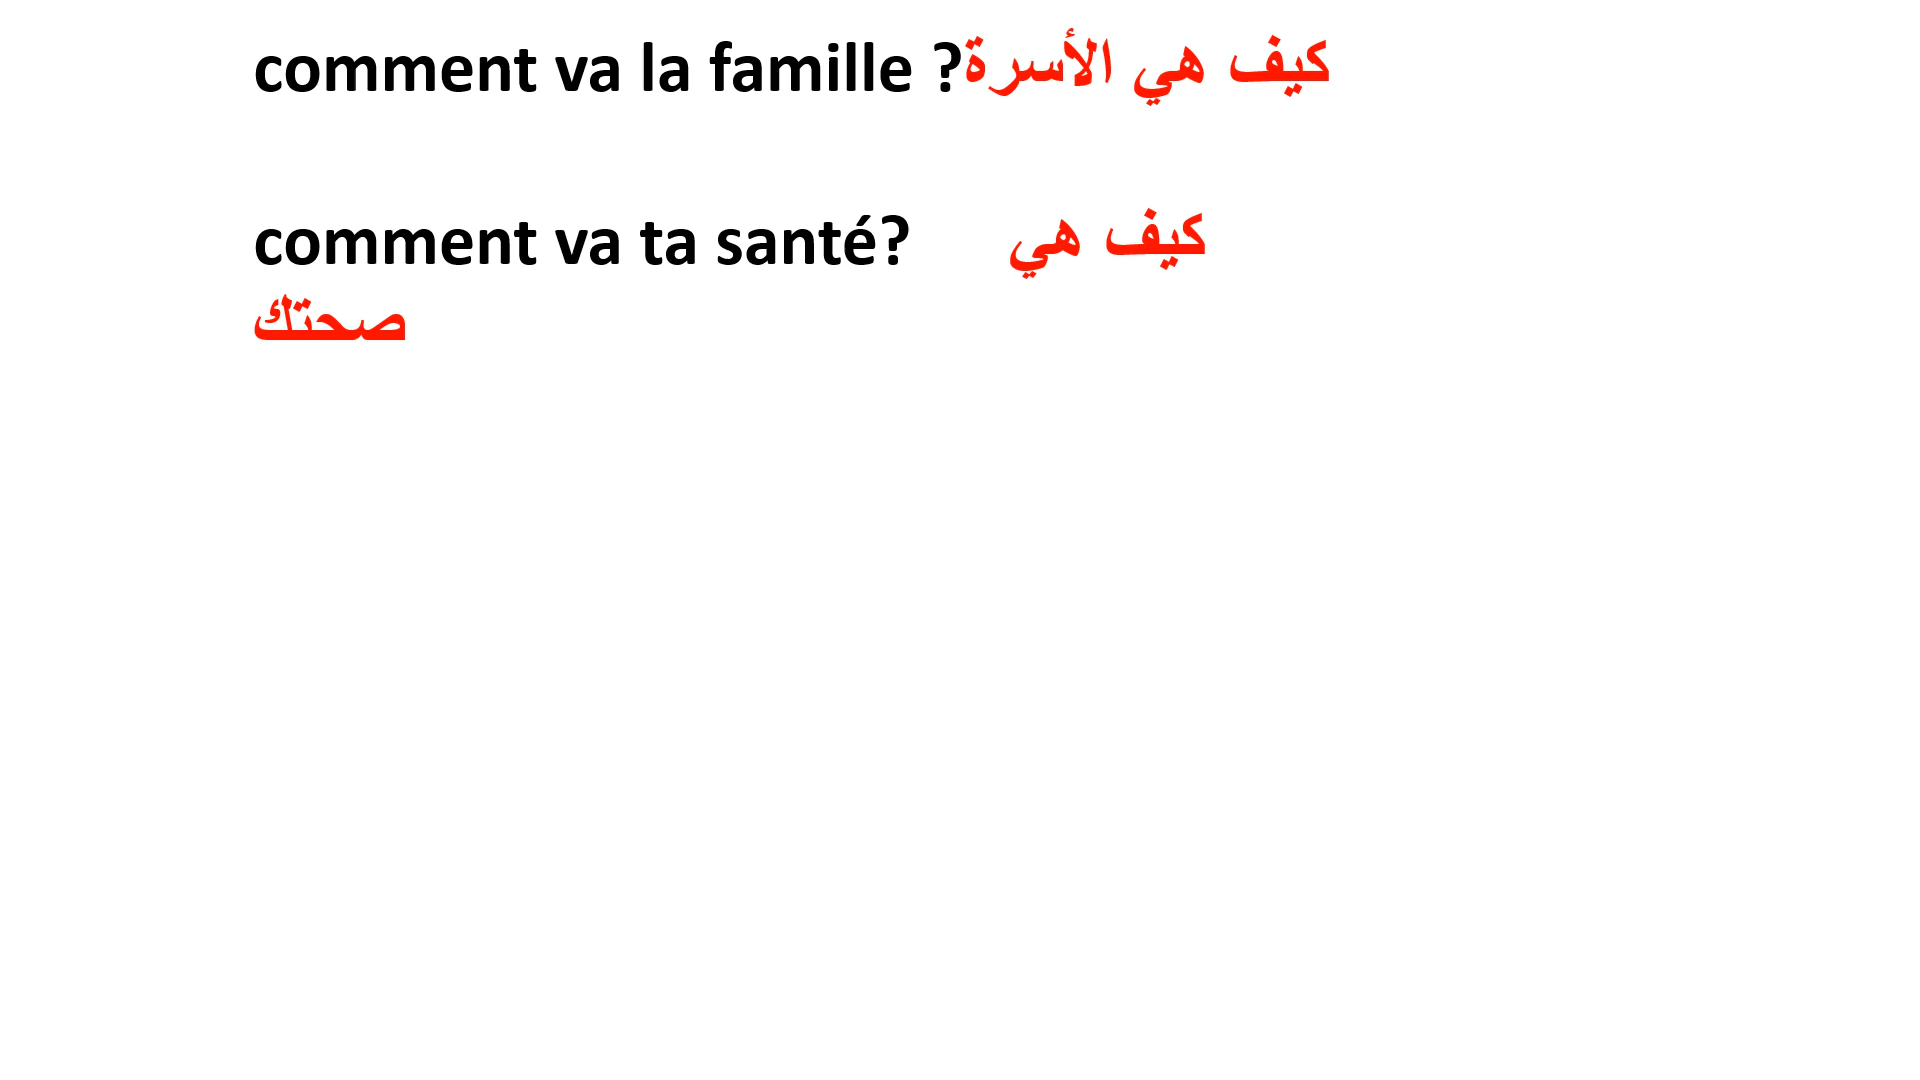 comment va la famille ?كيف هي الأسرة
comment va ta santé? كيف هي
صحتك